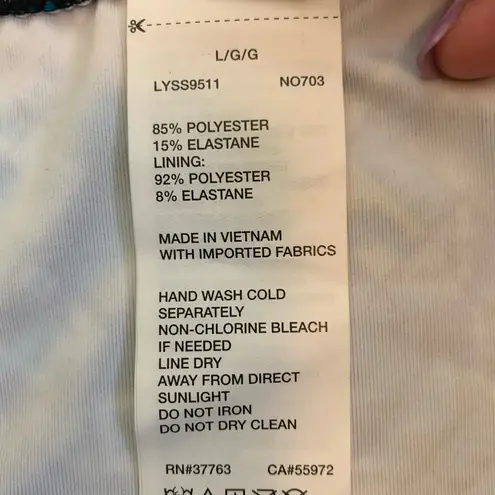 L/G/G
LYSS9511 NO703
85% POLYESTER
15% ELASTANE
LINING:
92% POLYESTER
8% ELASTANE
MADE IN VIETNAM
WITH IMPORTED FABRICS
HAND WASH COLD
SEPARATELY
NON-CHLORINE BLEACH
IF NEEDED
LINE DRY
AWAY FROM DIRECT
SUNLIGHT
DO NOT IRON
DO NOT DRY CLEAN
RN#37763 CA#55972